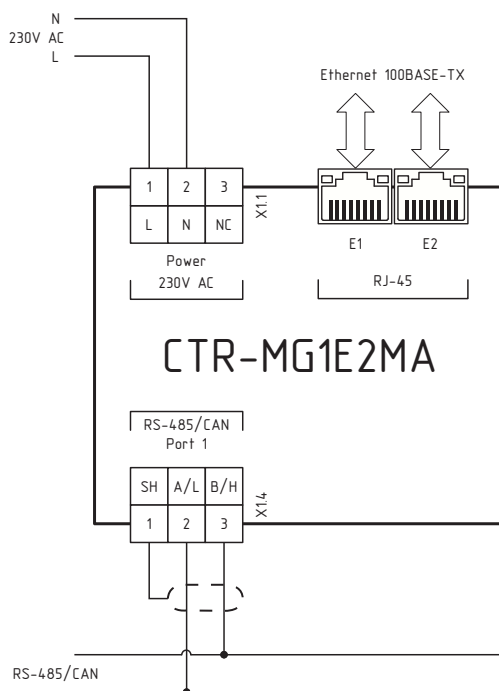 N
230V AC
L
Ethernet 100BASE-TX
1 2 3
L N NC
X1.1
Power
230V AC
E1 E2
RJ-45
CTR-MG1E2MA
RS-485/CAN
Port 1
SH A/L B/H
1 2 3
X1.4
RS-485/CAN